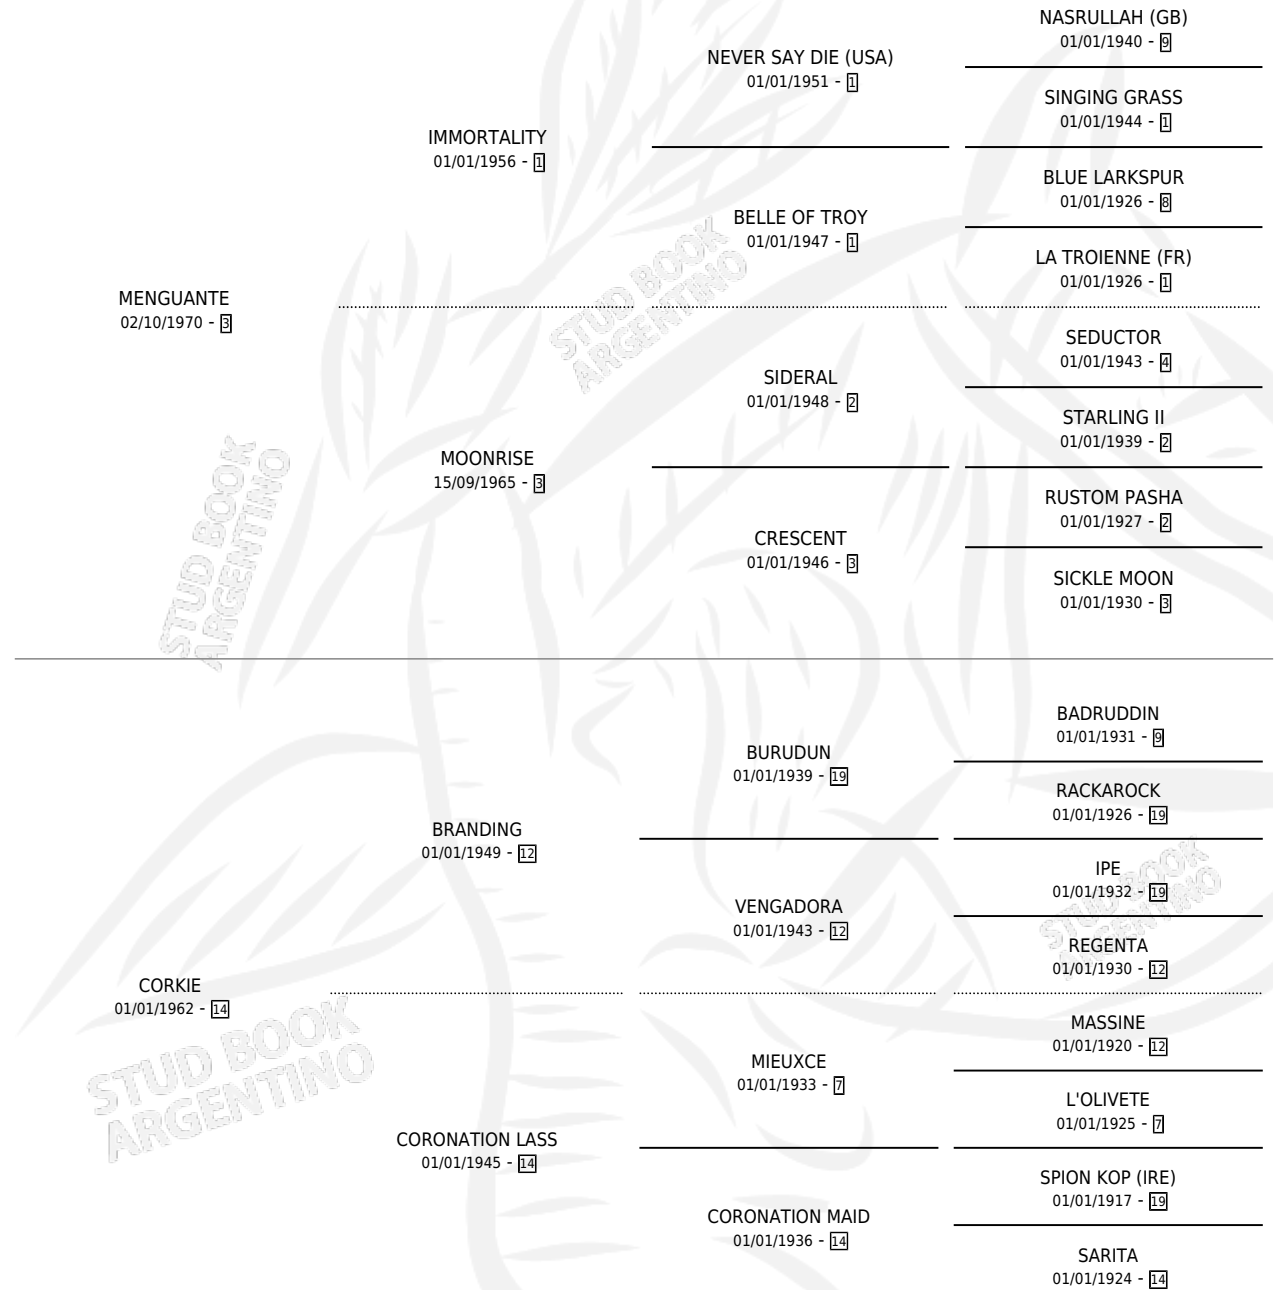 NASRULLAH (GB)
01/01/1940 - 9
NEVER SAY DIE (USA)
01/01/1951 - 1
SINGING GRASS
01/01/1944 - 1
IMMORTALITY
01/01/1956 - 1
BLUE LARKSPUR
01/01/1926 - 8
BELLE OF TROY
01/01/1947 - 1
LA TROIENNE (FR)
01/01/1926 - 1
MENGUANTE
02/10/1970 - 3
SEDUCTOR
01/01/1943 - 4
SIDERAL
01/01/1948 - 2
STARLING II
01/01/1939 - 2
MOONRISE
15/09/1965 - 3
RUSTOM PASHA
01/01/1927 - 2
CRESCENT
01/01/1946 - 3
SICKLE MOON
01/01/1930 - 3
STUD BOOK
ARGENTINO
STUD BOOK
ARGENTINO
BADRUDDIN
01/01/1931 - 9
BURUDUN
01/01/1939 - 19
RACKAROCK
01/01/1926 - 19
BRANDING
01/01/1949 - 12
IPE
01/01/1932 - 19
VENGADORA
01/01/1943 - 12
REGENTA
01/01/1930 - 12
CORKIE
01/01/1962 - 14
MASSINE
01/01/1920 - 12
MIEUXCE
01/01/1933 - 7
L'OLIVETE
01/01/1925 - 7
CORONATION LASS
01/01/1945 - 14
SPION KOP (IRE)
01/01/1917 - 19
CORONATION MAID
01/01/1936 - 14
SARITA
01/01/1924 - 14
STUD BOOK
ARGENTINO
STUD BOOK
ARGENTINO